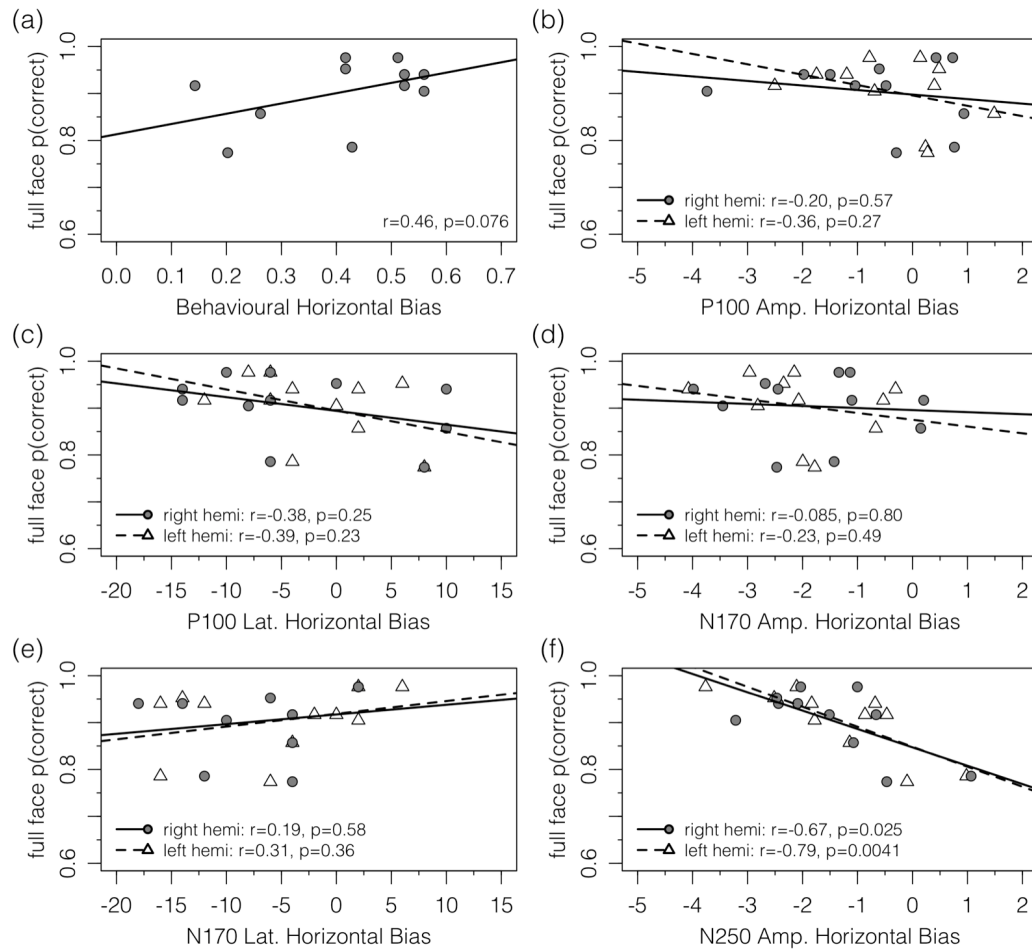 (a)
full face p(correct)
1.0
0.8
0.6
r=0.46, p=0.076
0.0 0.1 0.2 0.3 0.4 0.5 0.6 0.7
Behavioural Horizontal Bias
(b)
full face p(correct)
1.0
0.8
0.6
right hemi: r=-0.20, p=0.57
left hemi: r=-0.36, p=0.27
-5 -4 -3 -2 -1 0 1 2
P100 Amp. Horizontal Bias
(c)
full face p(correct)
1.0
0.8
0.6
right hemi: r=-0.38, p=0.25
left hemi: r=-0.39, p=0.23
-20 -15 -10 -5 0 5 10 15
P100 Lat. Horizontal Bias
(d)
full face p(correct)
1.0
0.8
0.6
right hemi: r=-0.085, p=0.80
left hemi: r=-0.23, p=0.49
-5 -4 -3 -2 -1 0 1 2
N170 Amp. Horizontal Bias
(e)
full face p(correct)
1.0
0.8
0.6
right hemi: r=0.19, p=0.58
left hemi: r=0.31, p=0.36
-20 -15 -10 -5 0 5 10 15
N170 Lat. Horizontal Bias
(f)
full face p(correct)
1.0
0.8
0.6
right hemi: r=-0.67, p=0.025
left hemi: r=-0.79, p=0.0041
-5 -4 -3 -2 -1 0 1 2
N250 Amp. Horizontal Bias